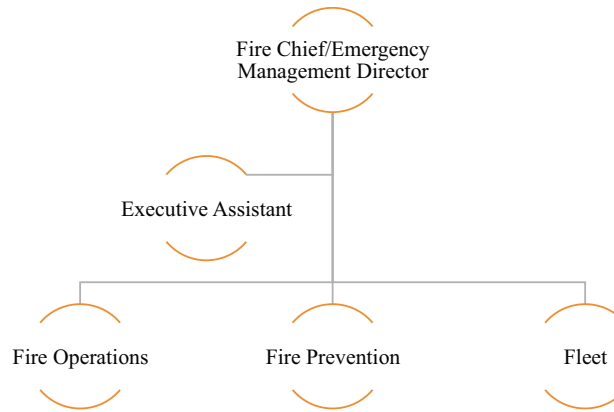 Fire Chief/Emergency
Management Director
Executive Assistant
Fire Operations
Fire Prevention
Fleet